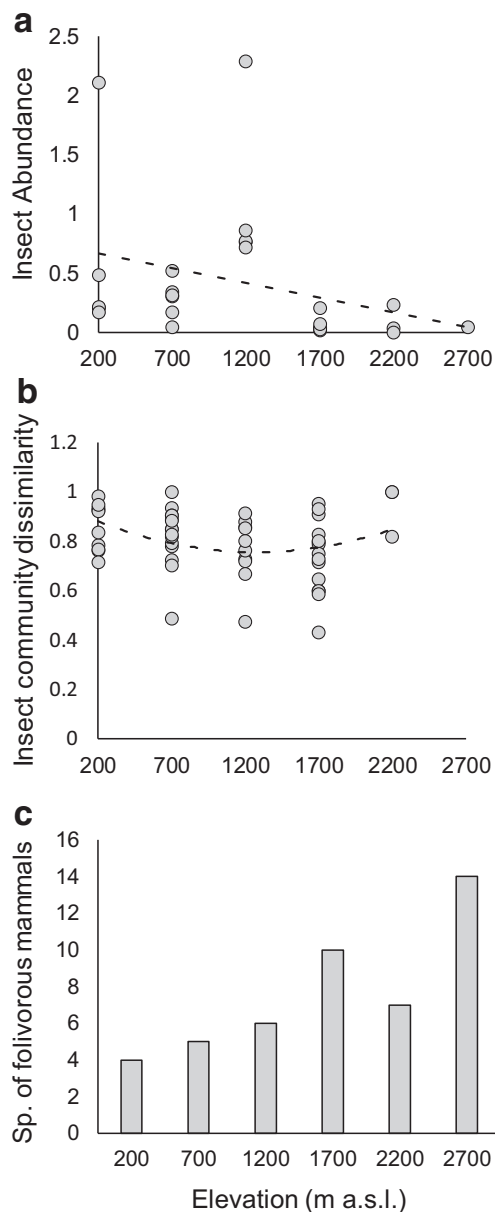 a
Insect Abundance
2.5
2
1.5
1
0.5
0
200 700 1200 1700 2200 2700
b
Insect community dissimilarity
1.2
1
0.8
0.6
0.4
0.2
0
200 700 1200 1700 2200 2700
c
Sp. of folivorous mammals
16
14
12
10
8
6
4
2
0
200 700 1200 1700 2200 2700
Elevation (m a.s.l.)